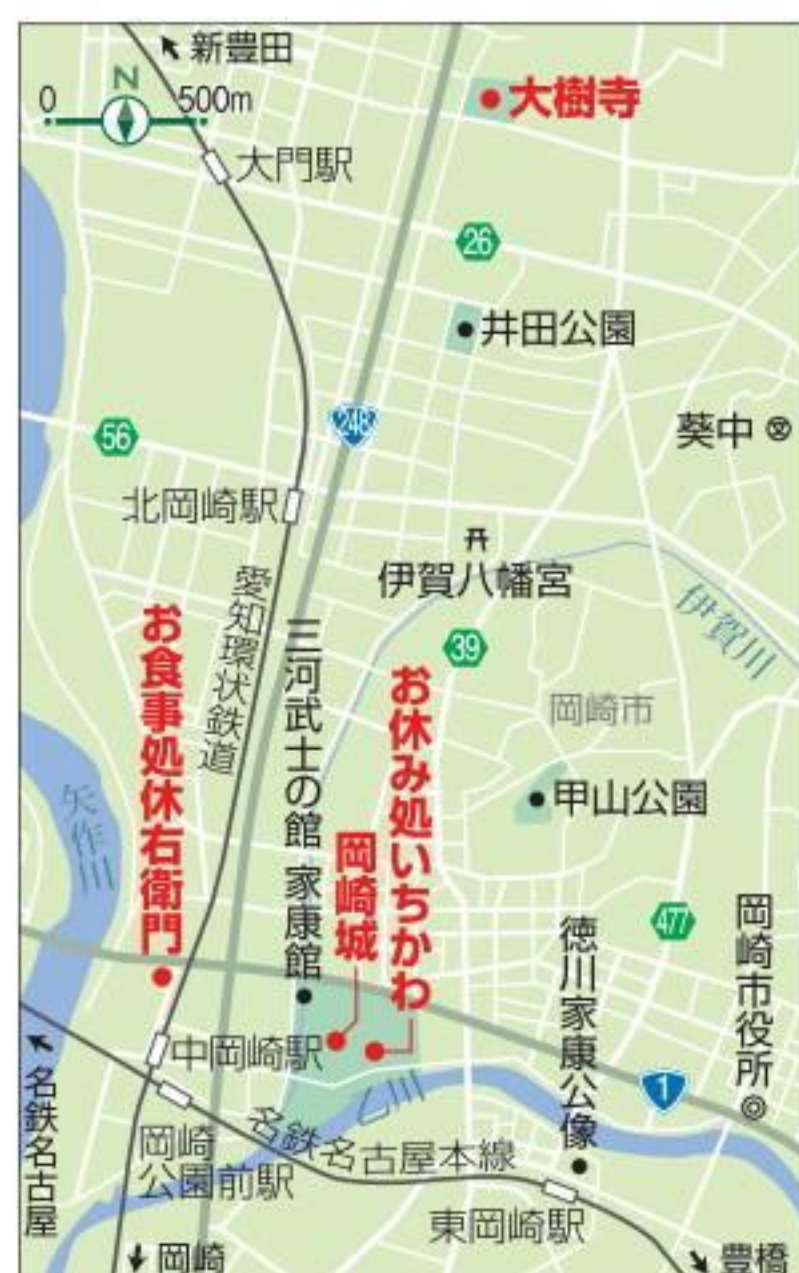 新豊田
N
0 500m
大樹寺
大門駅
26
井田公園
248
56
葵中
北岡崎駅
伊賀八幡宮
伊賀川
愛知環状鉄道
お食事処休右衛門
三河武士の館 家康館
39
お休み処いちかわ
岡崎市
矢作川
甲山公園
岡崎城
477
岡崎市役所
徳川家康公像
中岡崎駅
乙川
1
名鉄名古屋
岡崎
公園前駅
名鉄名古屋本線
東岡崎駅
岡崎
豊橋